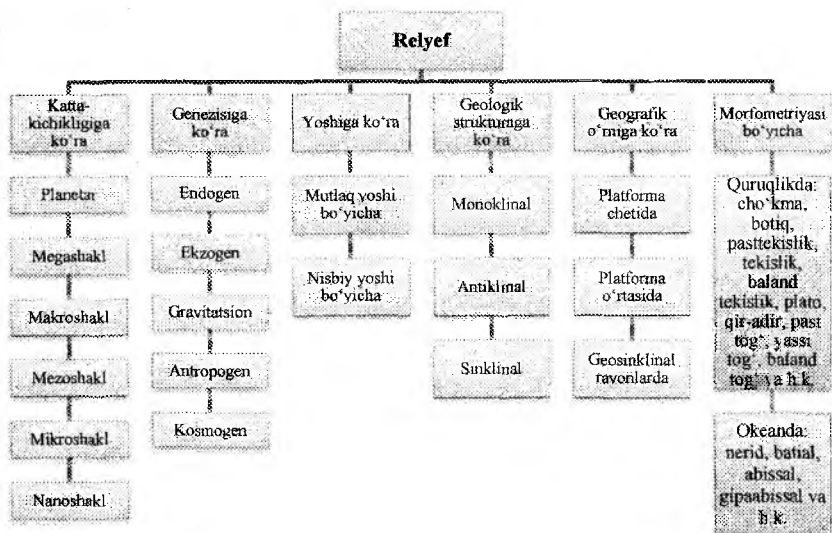 Relyef
Katta-
kichikligiga
ko‘ra
Planetar
Megashakl
Makroshakl
Mezoshakl
Mikroshakl
Nanoshakl
Genezisiga
ko‘ra
Endogen
Ekzogen
Gravitatsion
Antropogen
Kosmogen
Yoshiga ko‘ra
Mutlaq yoshi
bo‘yicha
Nisbiy yoshi
bo‘yicha
Geologik
strukturaga
ko‘ra
Monoklinal
Antiklinal
Sinklinal
Geografik
o‘rniga ko‘ra
Platforma
chetida
Platforma
o‘rtasida
Geosinklinal
rayonlarda
Morfometriyasi
bo‘yicha
Quruqlikda:
cho‘kma,
botiq,
pasttekislik,
tekislik,
baland
tekislik, plato,
qir-adir, past
tog‘, yassi
tog‘, baland
tog‘ va h.k.
Okeanda:
nerid, batial,
abissal,
gipaabissal va
h.k.